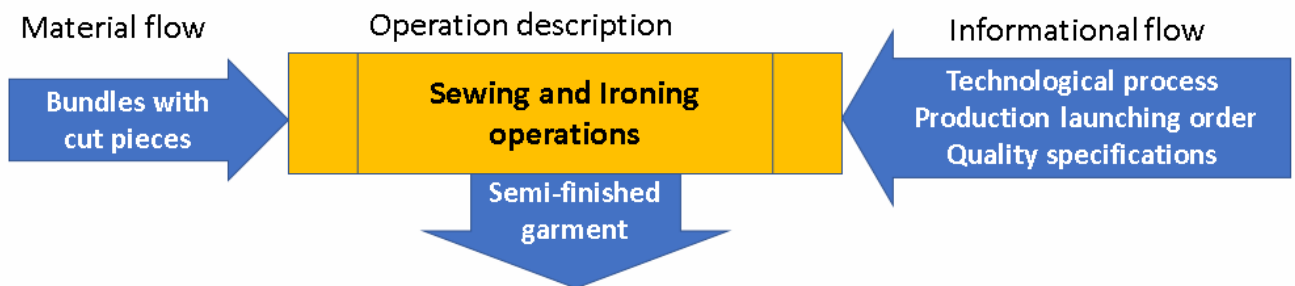 Material flow
Operation description
Informational flow
Bundles with
cut pieces
Sewing and Ironing
operations
Technological process
Production launching order
Quality specifications
Semi-finished
garment